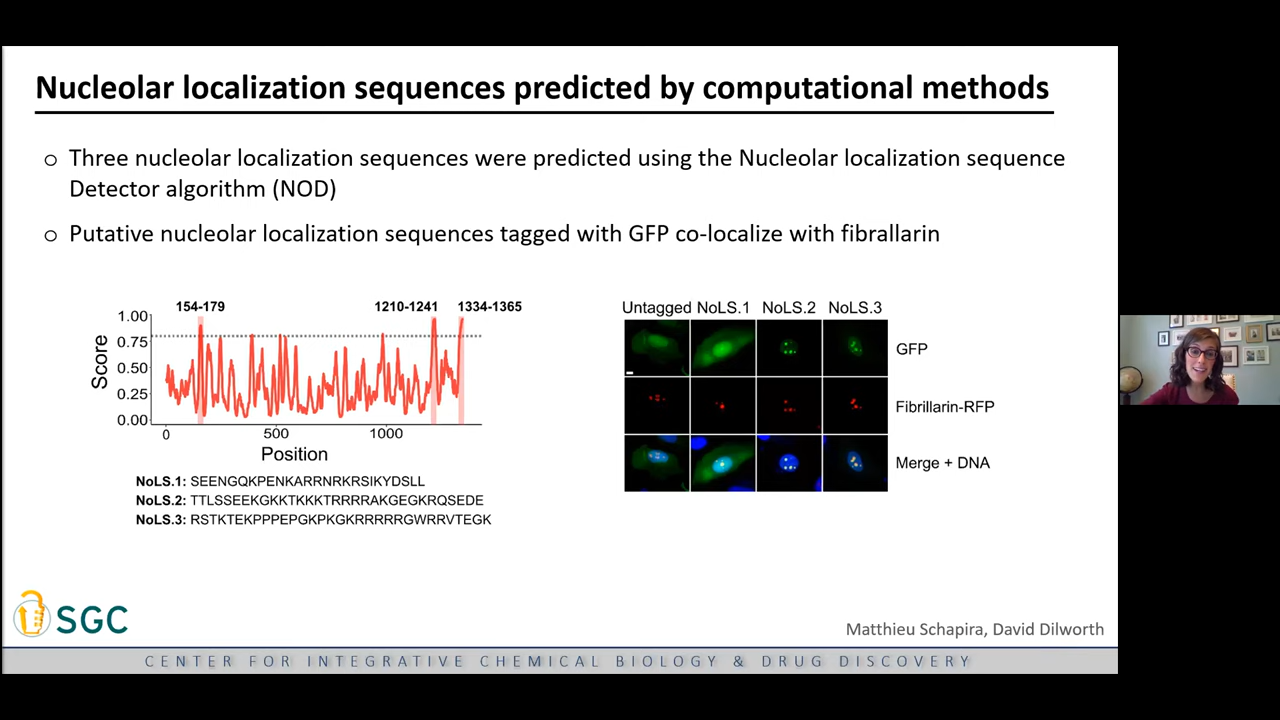 Nucleolar localization sequences predicted by computational methods
o Three nucleolar localization sequences were predicted using the Nucleolar localization sequence
Detector algorithm (NOD)
o Putative nucleolar localization sequences tagged with GFP co-localize with fibrallarin
154-179 1210-1241 1334-1365
1.00
0.75
0.50
0.25
0.00
Score
0 500 1000
Position
NoLS.1: SEENGQKPENKARRNRKRSIKYDSLL
NoLS.2: TTLSSEEKGKKTKKKTRRRRAKGEGKRQSEDE
NoLS.3: RSTKTEKPPPEPGKPKGKRRRRRGWRRVTEGK
Untagged NoLS.1 NoLS.2 NoLS.3
GFP
Fibrillarin-RFP
Merge + DNA
SGC
Matthieu Schapira, David Dilworth
CENTER FOR INTEGRATIVE CHEMICAL BIOLOGY & DRUG DISCOVERY